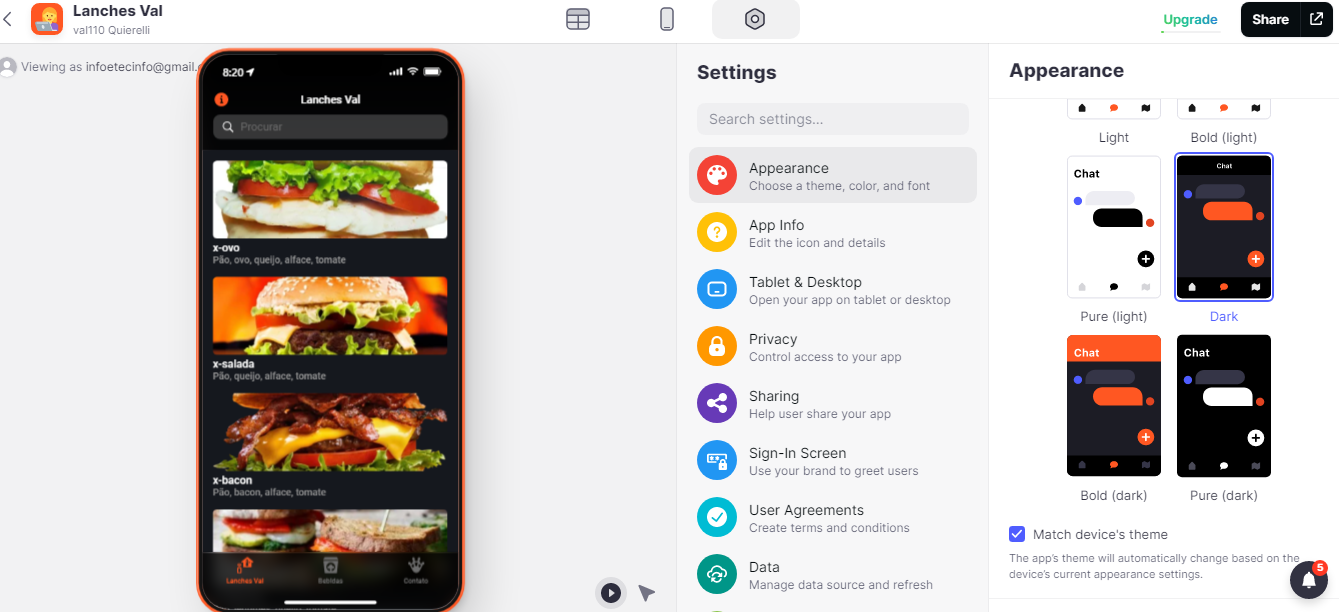 Lanches Val
val110 Quierelli
Upgrade
Share
Viewing as infoetecinfo@gmail.
8:20
Lanches Val
Procurar
x-ovo
Pão, ovo, queijo, alface, tomate
x-salada
Pão, queijo, alface, tomate
x-bacon
Pão, bacon, alface, tomate
Lanches Val
Bebidas
Contato
Settings
Search settings...
Appearance
Choose a theme, color, and font
App Info
Edit the icon and details
Tablet & Desktop
Open your app on tablet or desktop
Privacy
Control access to your app
Sharing
Help user share your app
Sign-In Screen
Use your brand to greet users
User Agreements
Create terms and conditions
Data
Manage data source and refresh
Appearance
Light
Bold (light)
Chat
Chat
Pure (light)
Dark
Chat
Chat
Bold (dark)
Pure (dark)
Match device's theme
The app's theme will automatically change based on the
device's current appearance settings.
5